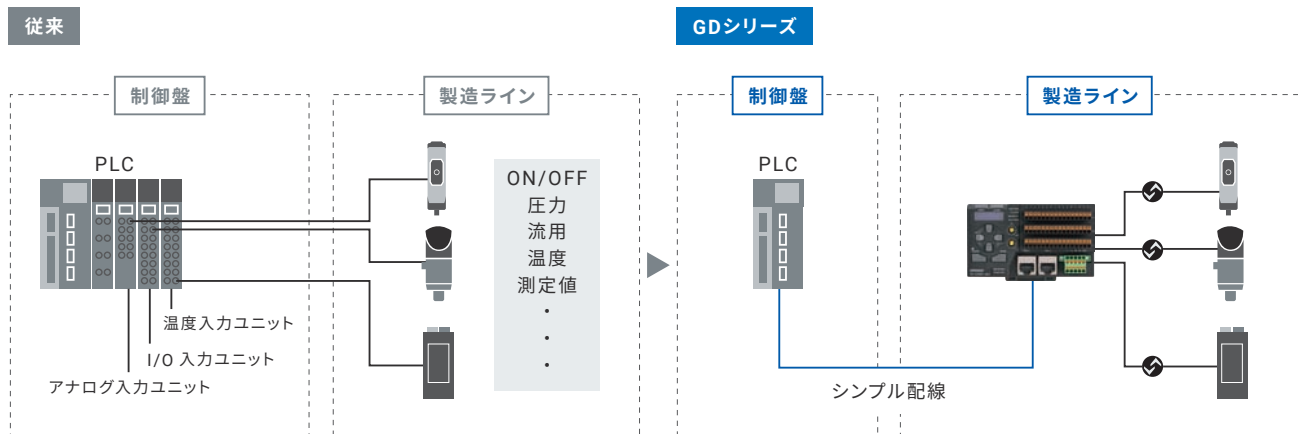 従来
制御盤
製造ライン
PLC
ON/OFF
圧力
流用
温度
測定値
・
・
・
温度入力ユニット
I/O 入力ユニット
アナログ入力ユニット
GDシリーズ
制御盤
製造ライン
PLC
シンプル配線